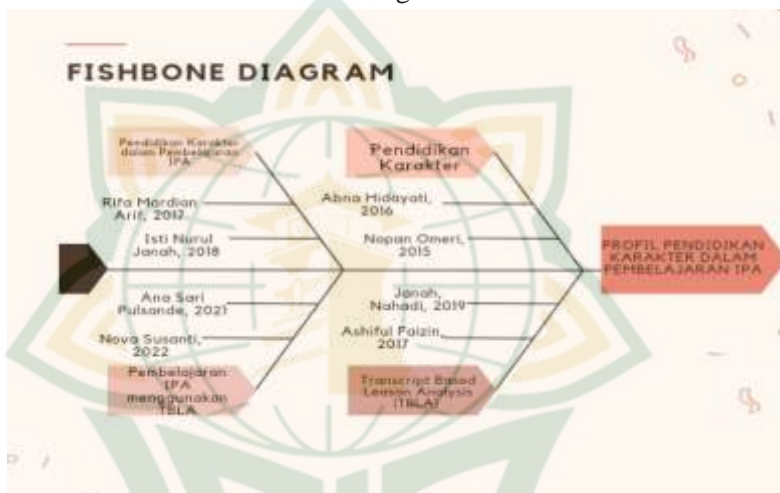 FISHBONE DIAGRAM
Pendidikan Karakter
dalam Pembelajaran
IPA
Pendidikan
Karakter
Rifa Mardian
Arif, 2017
Abna Hidayati,
2016
Isti Nurul
Janah, 2018
Nopan Omeri,
2015
PROFIL PENDIDIKAN
KARAKTER DALAM
PEMBELAJARAN IPA
Ana Sari
Pulsande, 2021
Janah,
Nahadi, 2019
Nova Susanti,
2022
Ashiful Faizin,
2017
Pembelajaran
IPA
menggunakan
TBLA
Transcript Based
Lesson Analysis
(TBLA)